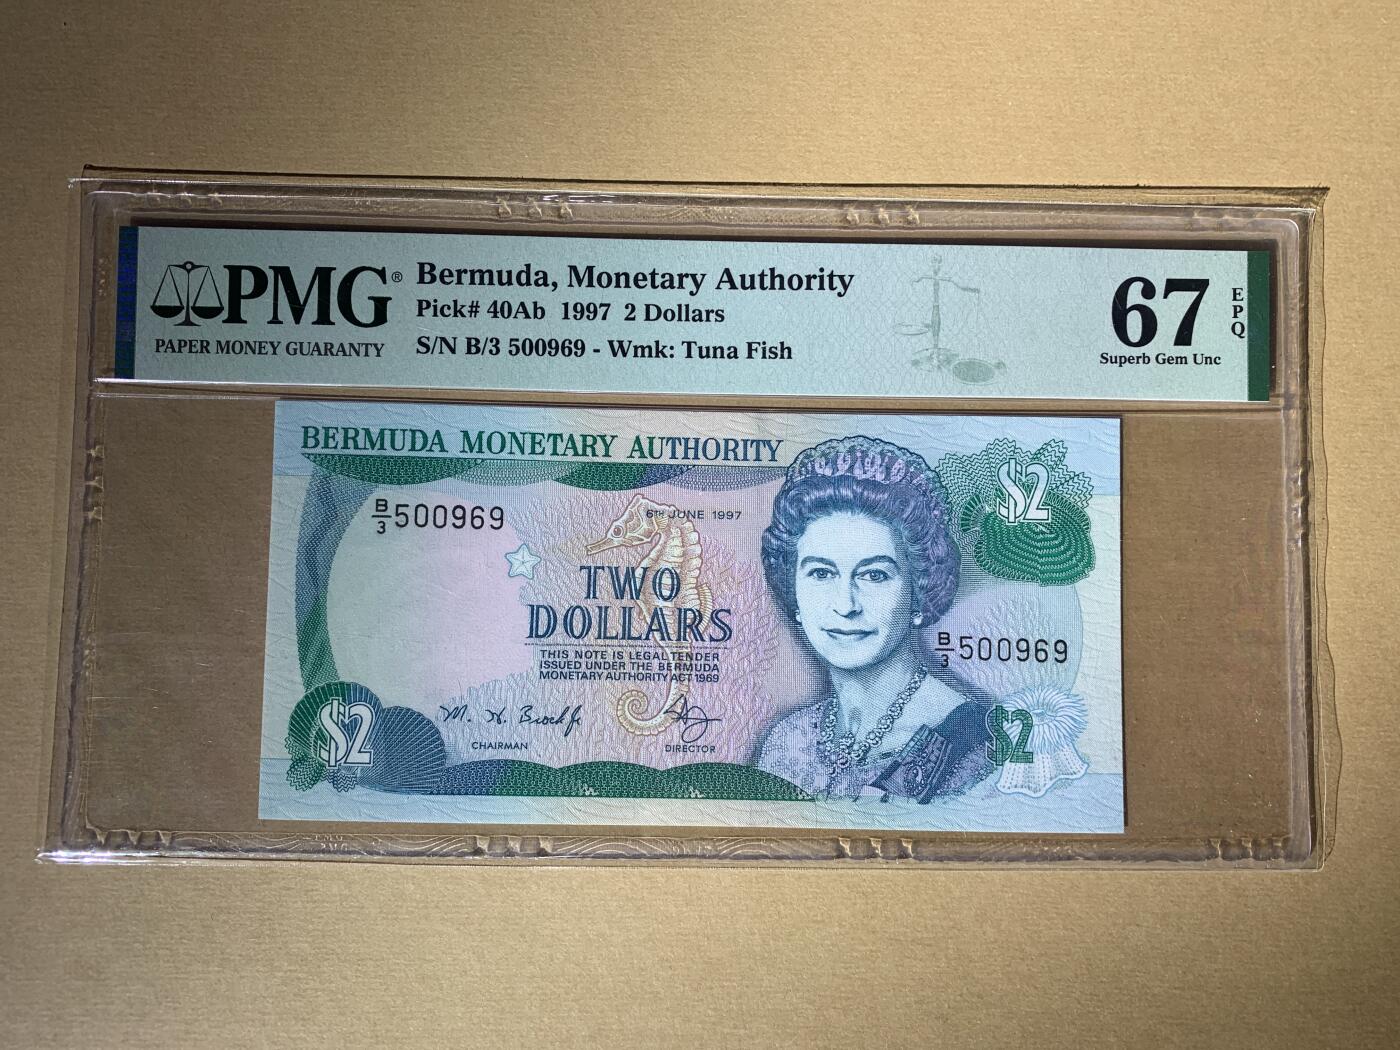 PMG®
PAPER MONEY GUARANTY
Bermuda, Monetary Authority
Pick# 40Ab 1997 2 Dollars
S/N B/3 500969 - Wmk: Tuna Fish
67
EPQ
Superb Gem Unc
BERMUDA MONETARY AUTHORITY
$2
B/3 500969
6TH JUNE 1997
TWO
DOLLARS
THIS NOTE IS LEGAL TENDER
ISSUED UNDER THE BERMUDA
MONETARY AUTHORITY ACT 1969
B/3 500969
CHAIRMAN
DIRECTOR
$2
$2